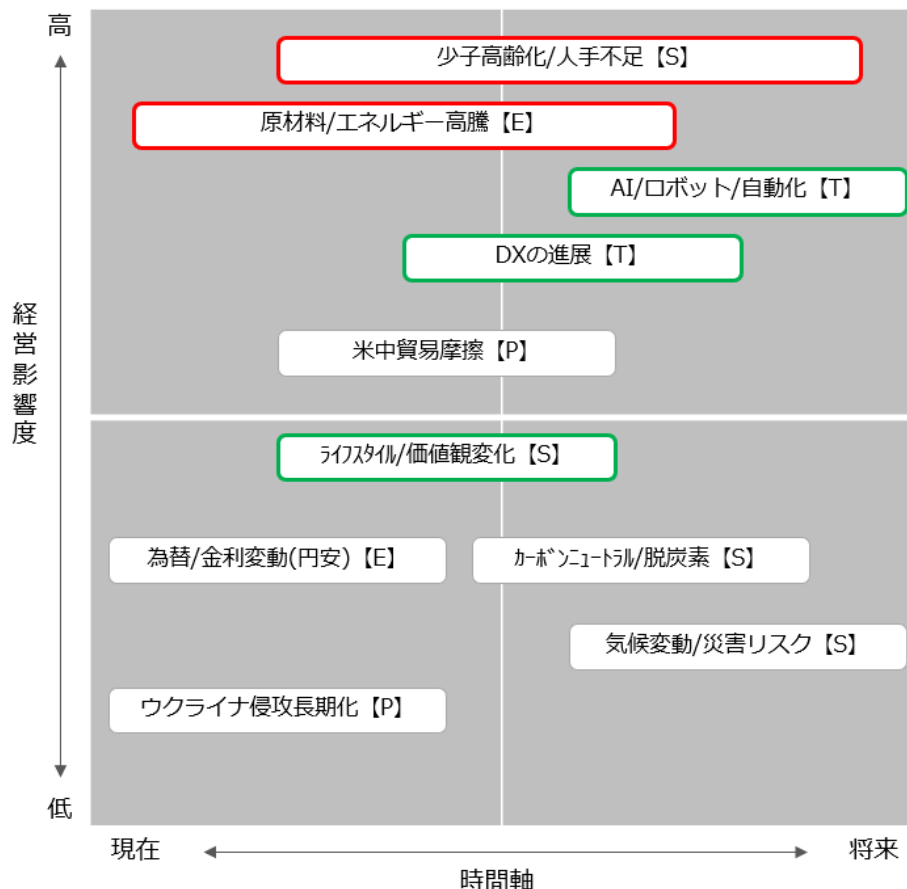 高
少子高齢化/人手不足【S】
原材料/エネルギー高騰【E】
AI/ロボット/自動化【T】
DXの進展【T】
経営影響度
米中貿易摩擦【P】
ﾗｲﾌｽﾀｲﾙ/価値観変化【S】
為替/金利変動(円安)【E】
ｶｰﾎﾞﾝﾆｭｰﾄﾗﾙ/脱炭素【S】
気候変動/災害リスク【S】
ウクライナ侵攻長期化【P】
低
現在
将来
時間軸